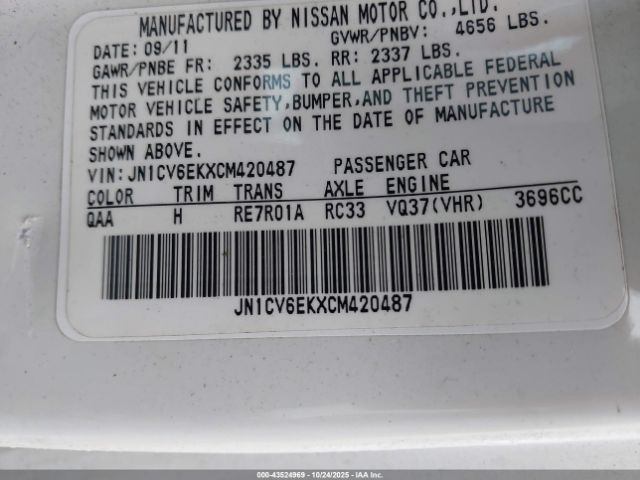 MANUFACTURED BY NISSAN MOTOR CO.,LTD.
DATE: 09/11 GVWR/PNBV: 4656 LBS.
GAWR/PNBE FR: 2335 LBS. RR: 2337 LBS.
THIS VEHICLE CONFORMS TO ALL APPLICABLE FEDERAL
MOTOR VEHICLE SAFETY,BUMPER,AND THEFT PREVENTION
STANDARDS IN EFFECT ON THE DATE OF MANUFACTURE
SHOWN ABOVE.
VIN:JN1CV6EKXCM420487 PASSENGER CAR
COLOR TRIM TRANS AXLE ENGINE
QAA H RE7R01A RC33 VQ37(VHR) 3696CC
JN1CV6EKXCM420487
000-43524969 • 10/24/2025 • IAAI.CA